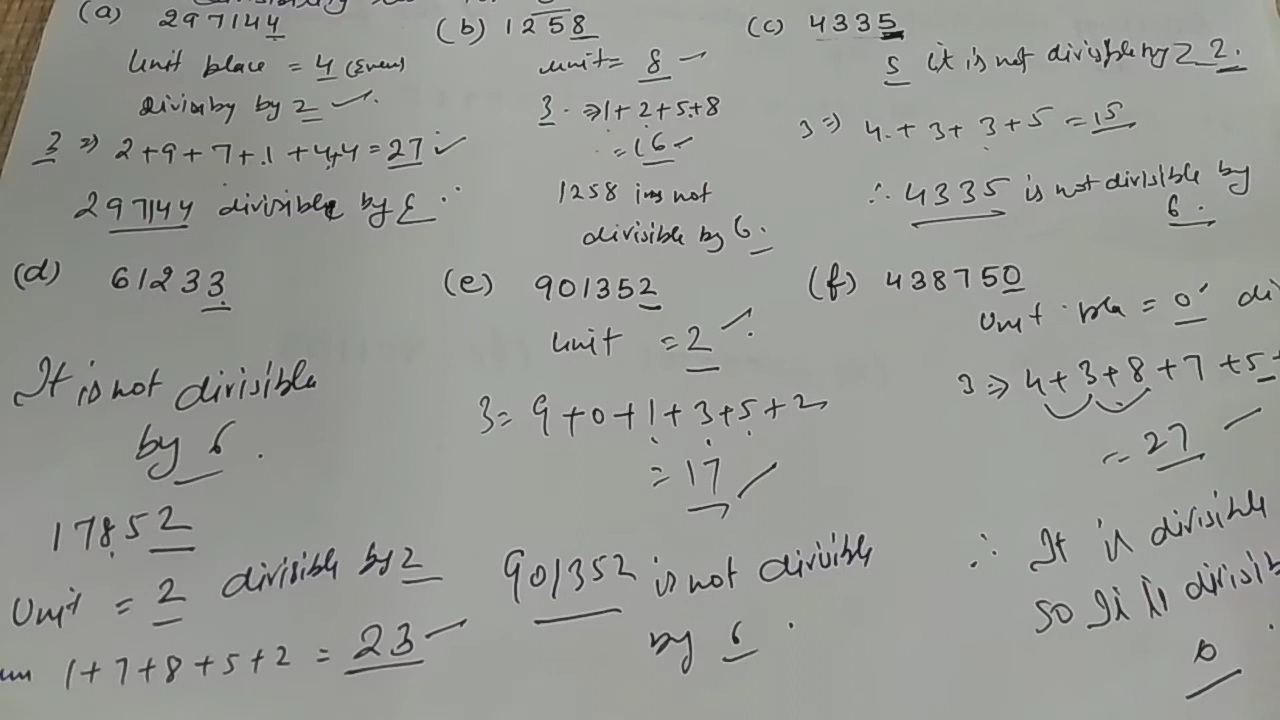 (a) 297144
Unit place = 4 (even)
by 2
3 ⇒ 2+9+7+1+4+4=27 ✓
297144 divisible by
(b) 1258
unit = 8
3 ⇒ 1+2+5+8
= 16
1258 is not
divisible by 6.
(c) 4335
5 it is not divisible by 2.
3 ⇒ 4+3+3+5 = 15
∴ 4335 is not divisible by
6.
(d) 61233
It is not divisible
by 6.
17852
Unit = 2 divisible by 2
1+7+8+5+2 = 23
(e) 901352
unit = 2
3 = 9+0+1+3+5+2
= 17
901352 is not divisible
by 6.
(f) 438750
Unit = 0
3 ⇒ 4+3+8+7+5+
= 27
∴ It is divisible
so